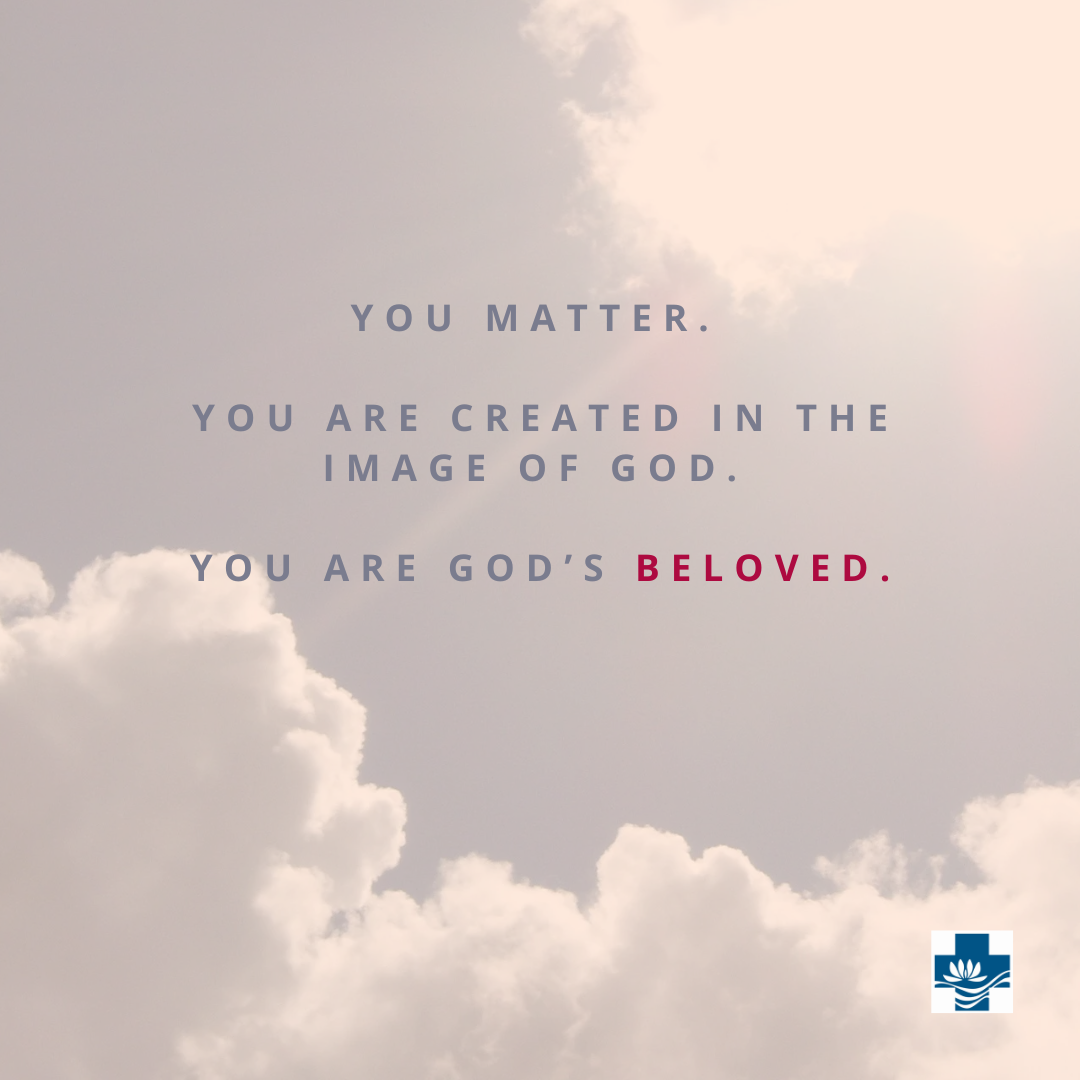 YOU MATTER.
YOU ARE CREATED IN THE
IMAGE OF GOD.
YOU ARE GOD’S BELOVED.